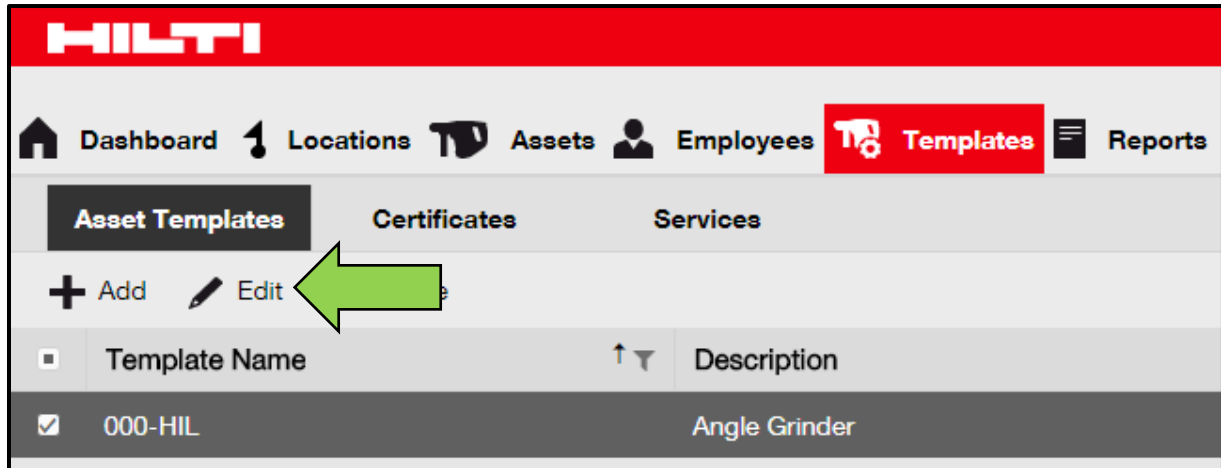 HILTI
Dashboard Locations Assets Employees Templates Reports
Asset Templates Certificates Services
Add Edit
Template Name Description
000-HIL Angle Grinder